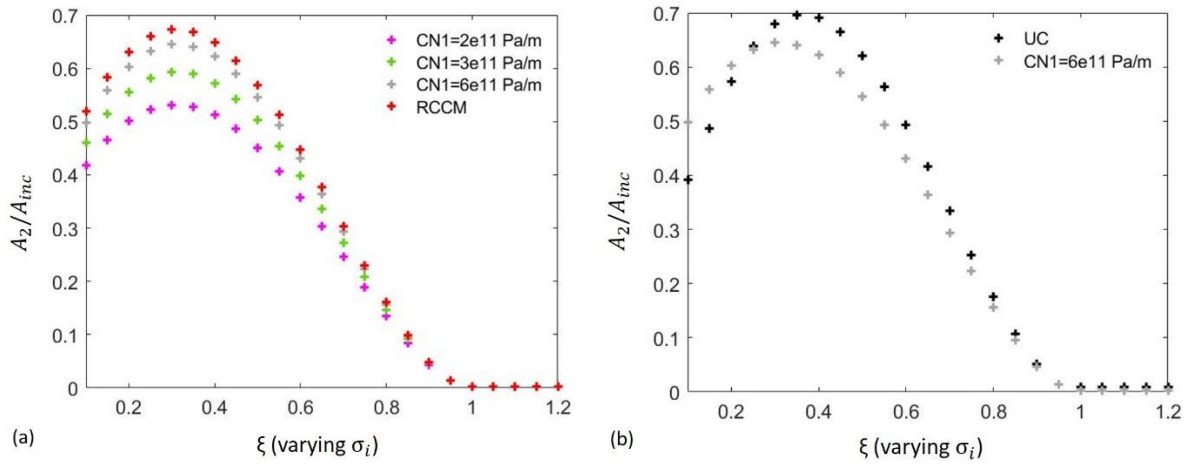 0.7
0.6
0.5
0.4
0.3
0.2
0.1
0
A₂/A_inc
CN1=2e11 Pa/m
CN1=3e11 Pa/m
CN1=6e11 Pa/m
RCCM
0.2 0.4 0.6 0.8 1 1.2
(a)
ξ (varying σᵢ)
0.7
0.6
0.5
0.4
0.3
0.2
0.1
0
A₂/A_inc
UC
CN1=6e11 Pa/m
0.2 0.4 0.6 0.8 1 1.2
(b)
ξ (varying σᵢ)